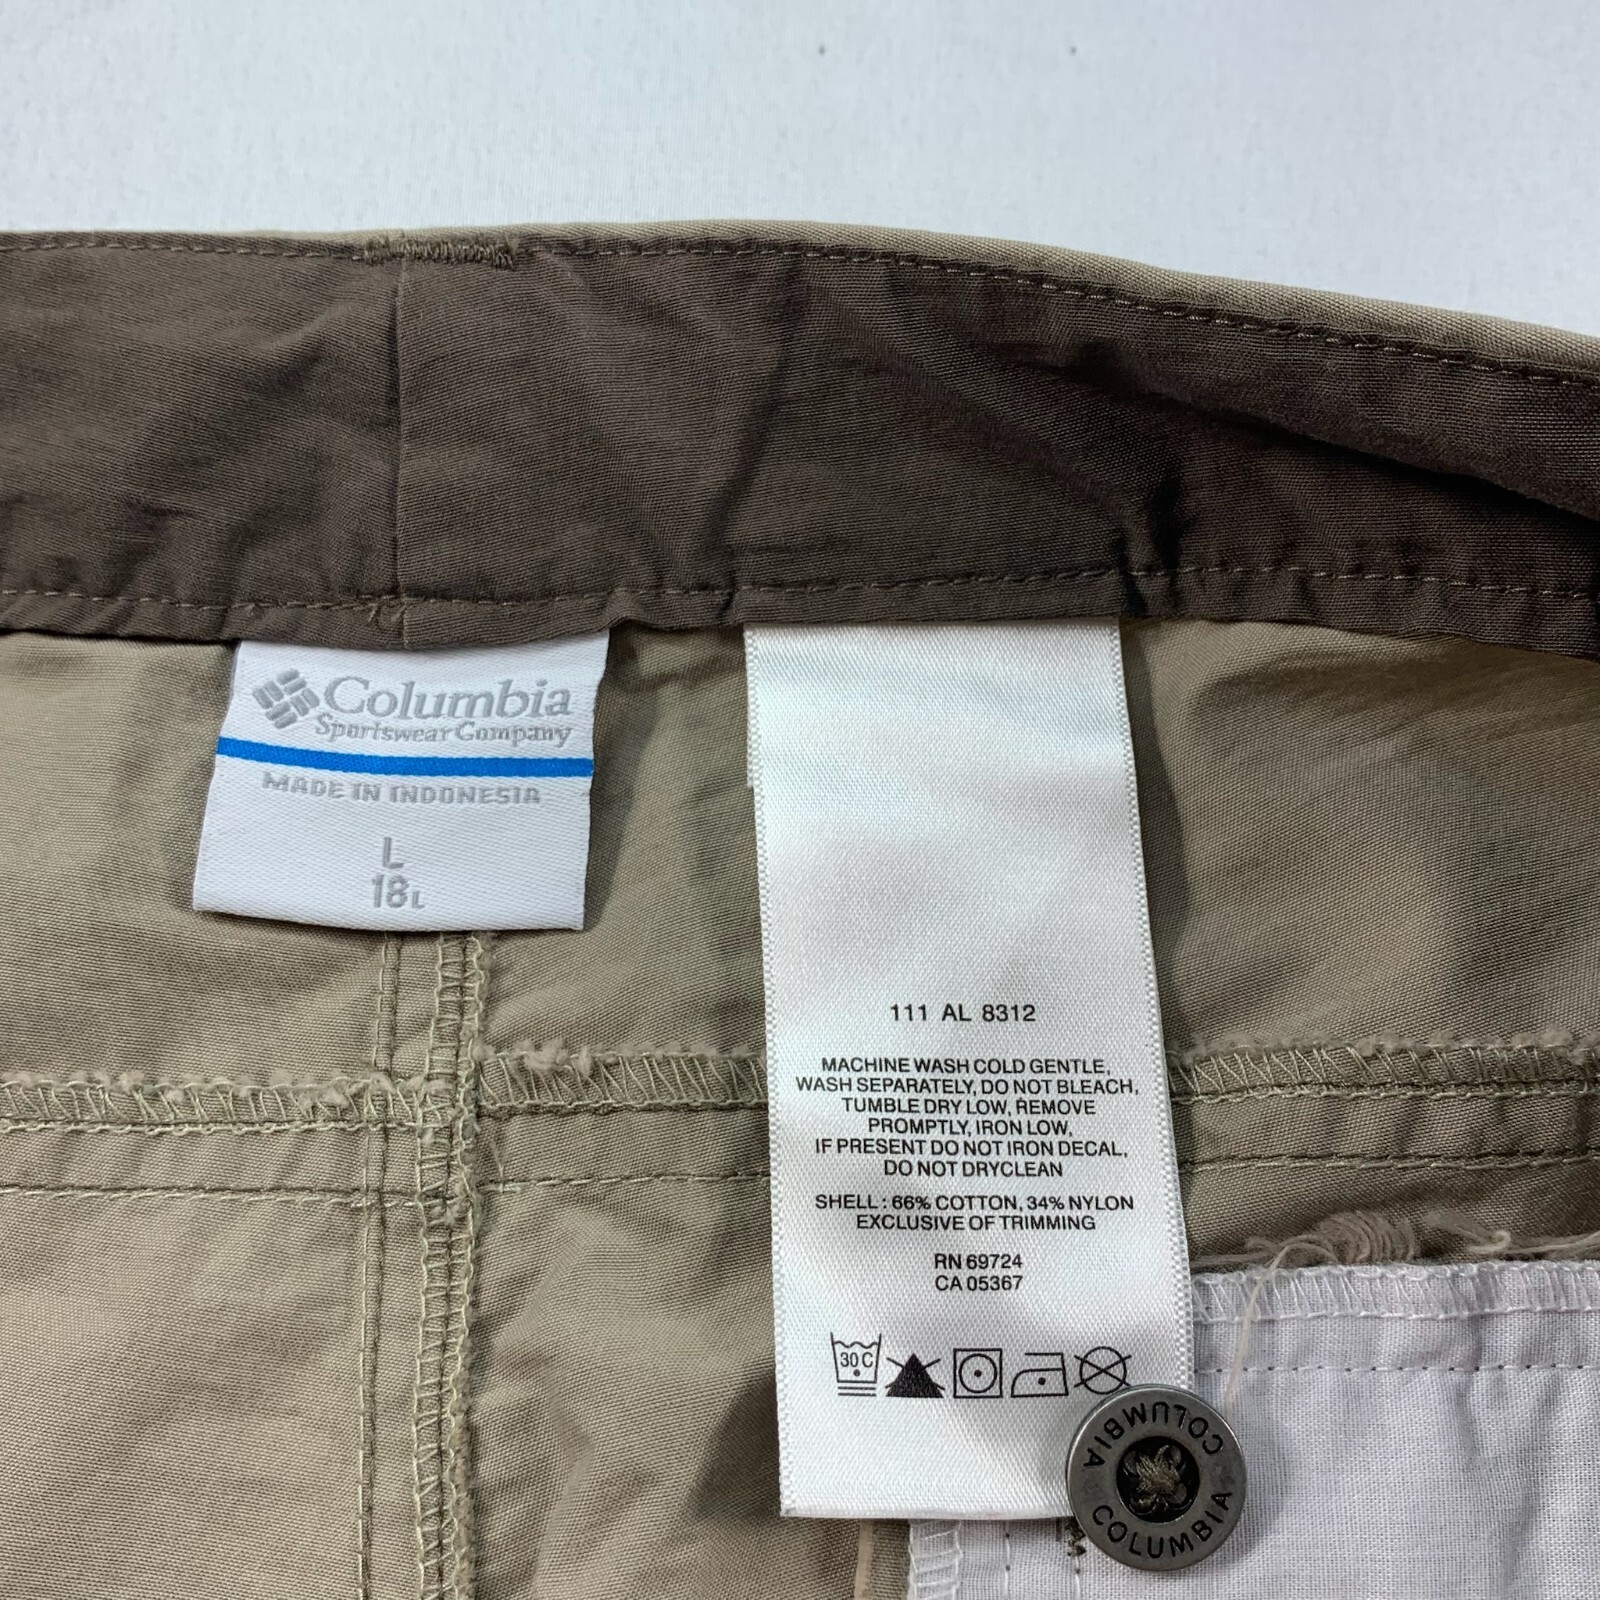 Columbia
Sportswear Company
MADE IN INDONESIA
L
18L
111 AL 8312
MACHINE WASH COLD GENTLE,
WASH SEPARATELY, DO NOT BLEACH,
TUMBLE DRY LOW, REMOVE
PROMPTLY, IRON LOW,
IF PRESENT DO NOT IRON DECAL,
DO NOT DRYCLEAN
SHELL : 66% COTTON, 34% NYLON
EXCLUSIVE OF TRIMMING
RN 69724
CA 05367
30 C
COLUMBIA
COLUMBIA